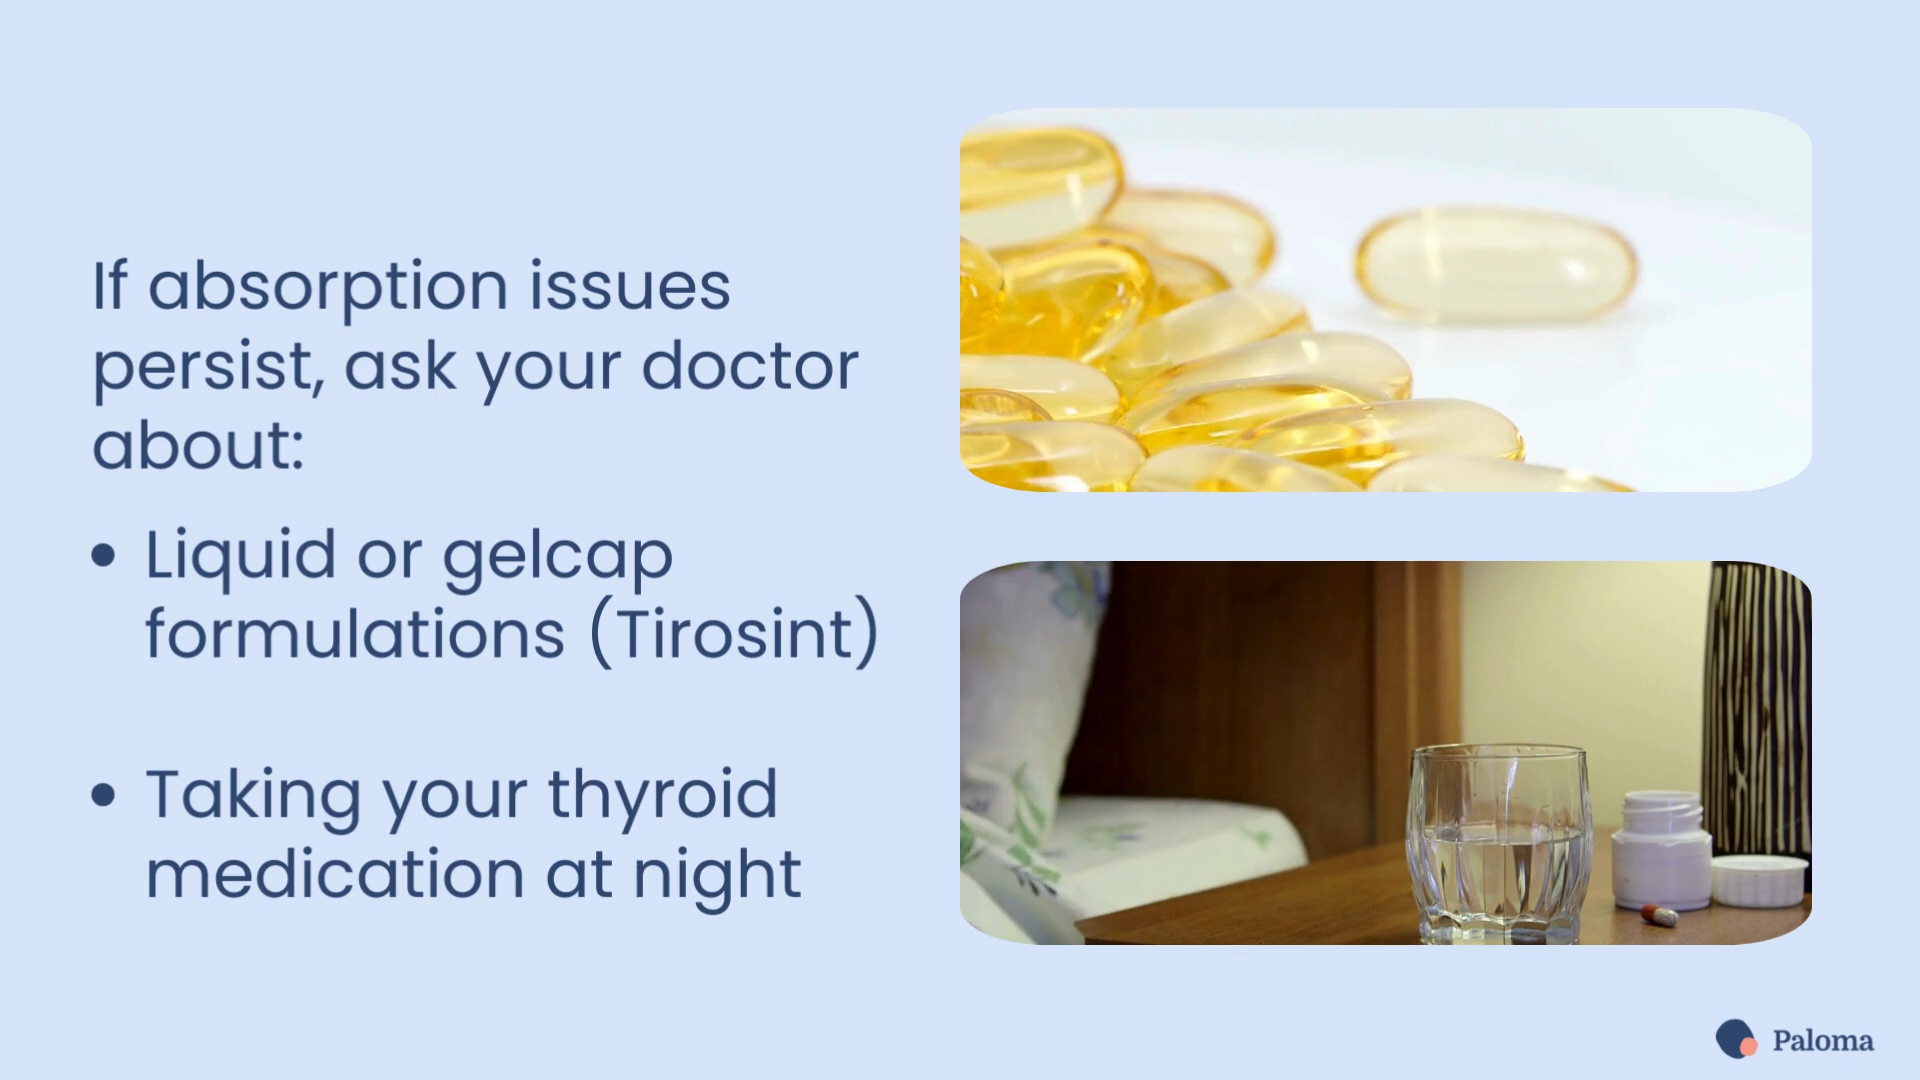 If absorption issues
persist, ask your doctor
about:
• Liquid or gelcap
formulations (Tirosint)
• Taking your thyroid
medication at night
Paloma